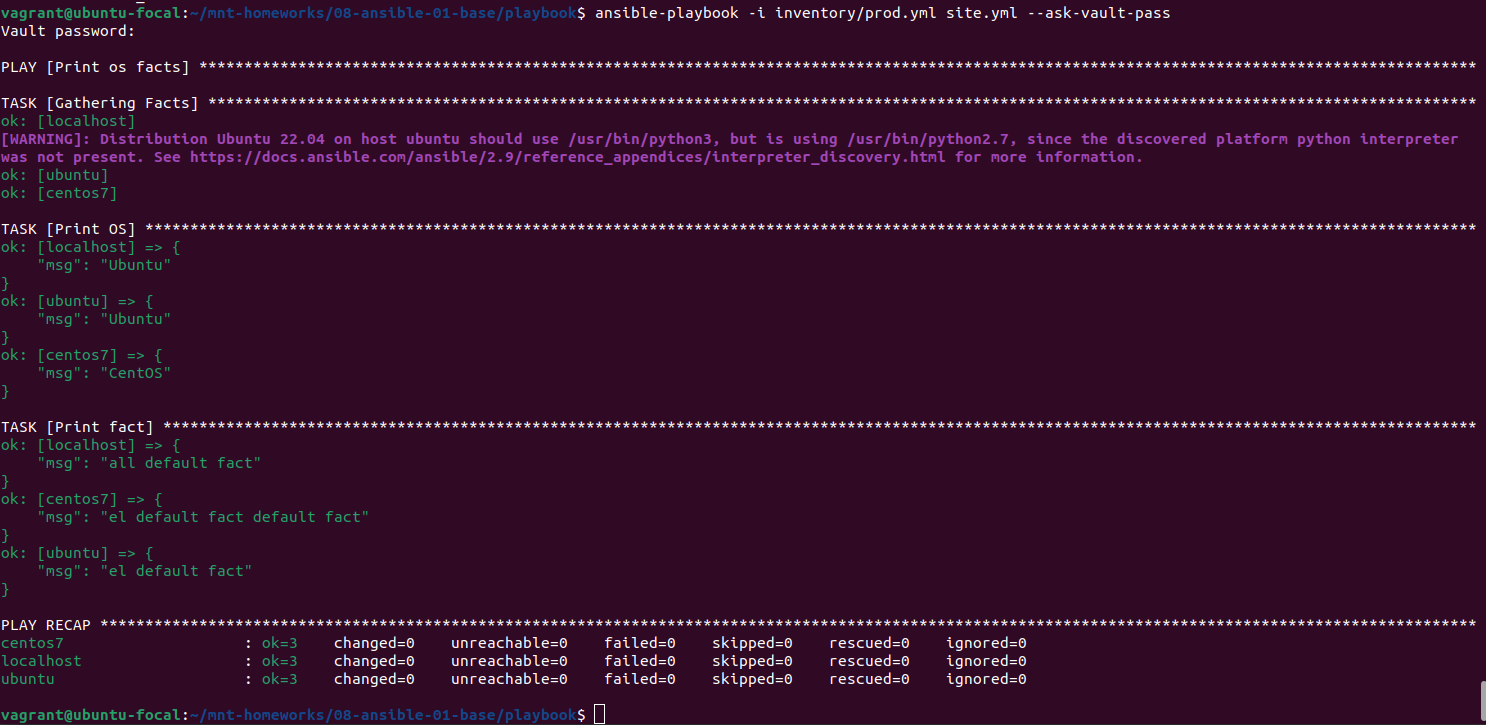 vagrant@ubuntu-focal:~/mnt-homeworks/08-ansible-01-base/playbook$ ansible-playbook -i inventory/prod.yml site.yml --ask-vault-pass
Vault password:
PLAY [Print os facts] **********************************************************************************************************************************************
TASK [Gathering Facts] *********************************************************************************************************************************************
ok: [localhost]
[WARNING]: Distribution Ubuntu 22.04 on host ubuntu should use /usr/bin/python3, but is using /usr/bin/python2.7, since the discovered platform python interpreter
was not present. See https://docs.ansible.com/ansible/2.9/reference_appendices/interpreter_discovery.html for more information.
ok: [ubuntu]
ok: [centos7]
TASK [Print OS] ****************************************************************************************************************************************************
ok: [localhost] => {
    "msg": "Ubuntu"
}
ok: [ubuntu] => {
    "msg": "Ubuntu"
}
ok: [centos7] => {
    "msg": "CentOS"
}
TASK [Print fact] **************************************************************************************************************************************************
ok: [localhost] => {
    "msg": "all default fact"
}
ok: [centos7] => {
    "msg": "el default fact default fact"
}
ok: [ubuntu] => {
    "msg": "el default fact"
}
PLAY RECAP *********************************************************************************************************************************************************
centos7                    : ok=3    changed=0    unreachable=0    failed=0    skipped=0    rescued=0    ignored=0
localhost                  : ok=3    changed=0    unreachable=0    failed=0    skipped=0    rescued=0    ignored=0
ubuntu                     : ok=3    changed=0    unreachable=0    failed=0    skipped=0    rescued=0    ignored=0
vagrant@ubuntu-focal:~/mnt-homeworks/08-ansible-01-base/playbook$